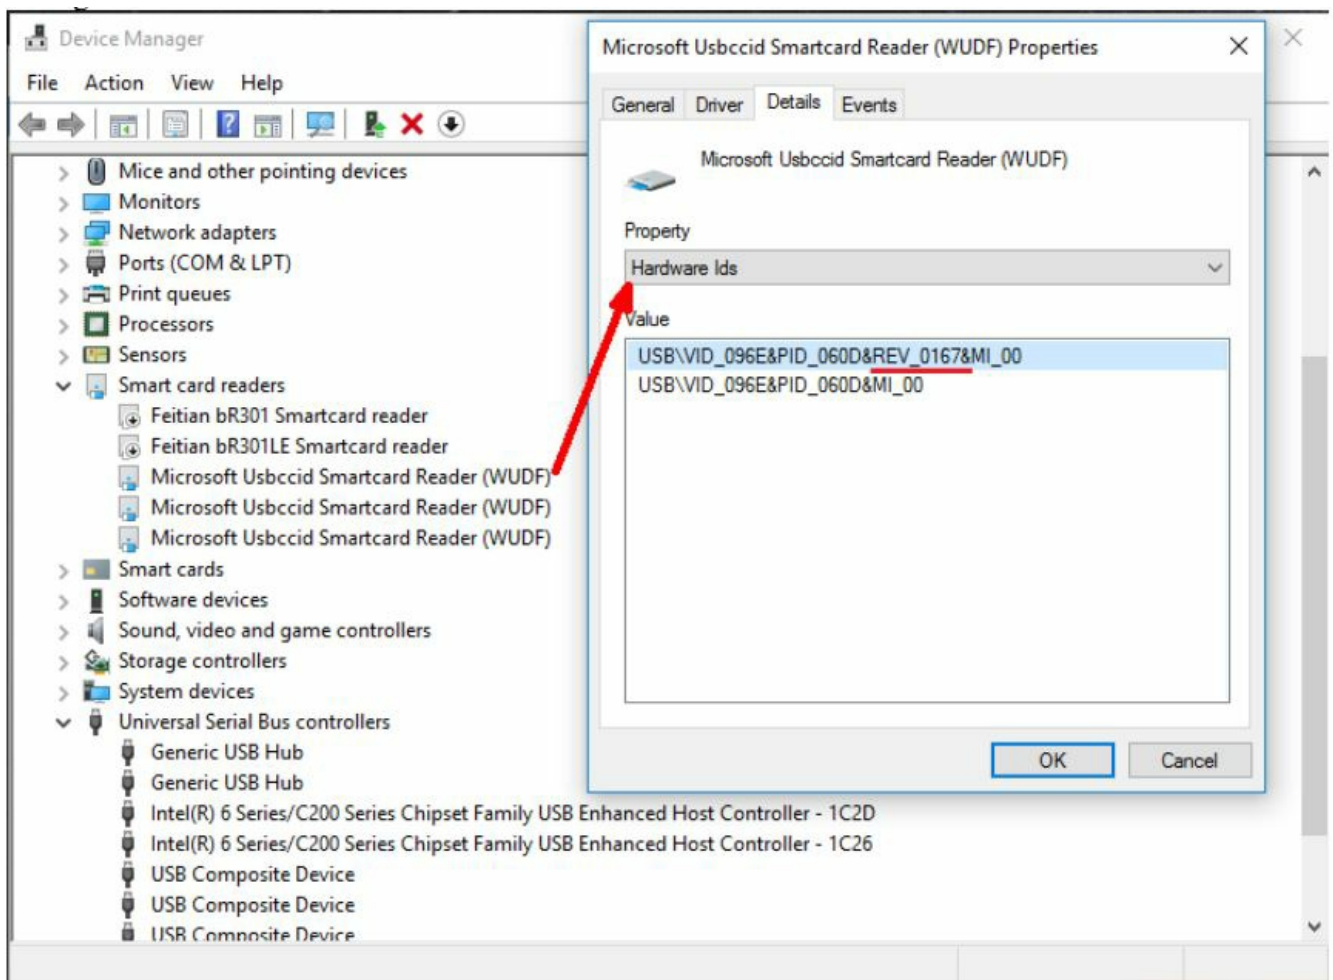 Device Manager
File Action View Help
Mice and other pointing devices
Monitors
Network adapters
Ports (COM & LPT)
Print queues
Processors
Sensors
Smart card readers
Feitian bR301 Smartcard reader
Feitian bR301LE Smartcard reader
Microsoft Usbccid Smartcard Reader (WUDF)
Microsoft Usbccid Smartcard Reader (WUDF)
Microsoft Usbccid Smartcard Reader (WUDF)
Smart cards
Software devices
Sound, video and game controllers
Storage controllers
System devices
Universal Serial Bus controllers
Generic USB Hub
Generic USB Hub
Intel(R) 6 Series/C200 Series Chipset Family USB Enhanced Host Controller - 1C2D
Intel(R) 6 Series/C200 Series Chipset Family USB Enhanced Host Controller - 1C26
USB Composite Device
USB Composite Device
USB Composite Device
Microsoft Usbccid Smartcard Reader (WUDF) Properties
General Driver Details Events
Microsoft Usbccid Smartcard Reader (WUDF)
Property
Hardware Ids
Value
USB\VID_096E&PID_060D&REV_0167&MI_00
USB\VID_096E&PID_060D&MI_00
OK Cancel